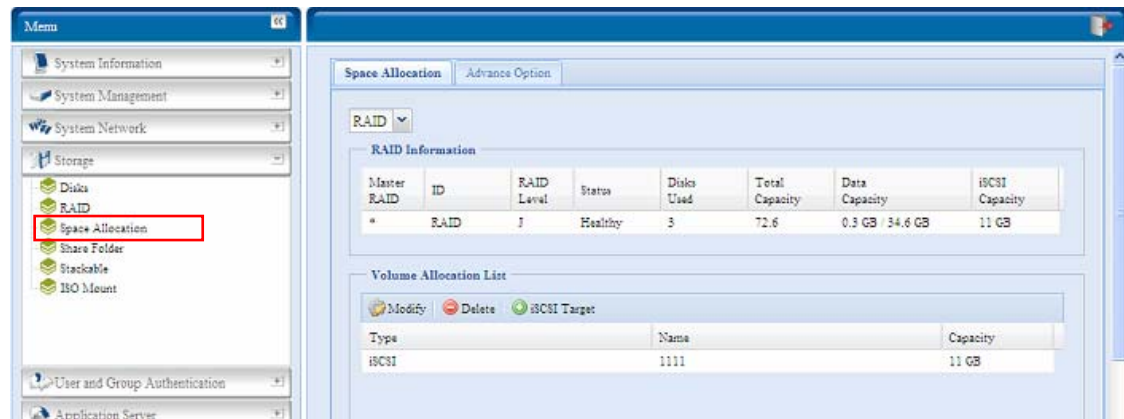 Menu
System Information
System Management
System Network
Storage
Disks
RAID
Space Allocation
Share Folder
Stackable
ISO Mount
User and Group Authentication
Application Server
Space Allocation Advance Option
RAID
RAID Information
Master RAID ID RAID Level Status Disks Used Total Capacity Data Capacity iSCSI Capacity
* RAID J Healthy 3 72.6 0.3 GB / 34.6 GB 11 GB
Volume Allocation List
Modify Delete iSCSI Target
Type Name Capacity
iSCSI 1111 11 GB